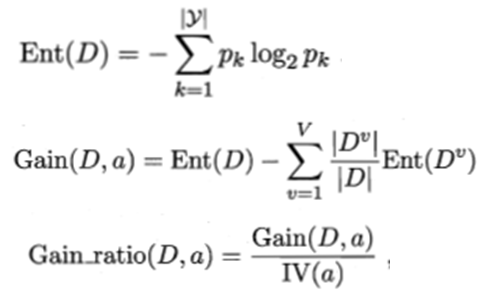 Ent(D) = − ∑_{k=1}^{|𝒴|} p_k log_2 p_k
Gain(D, a) = Ent(D) − ∑_{v=1}^{V} |D^v|/|D| Ent(D^v)
Gain_ratio(D, a) = Gain(D, a)/IV(a) ,